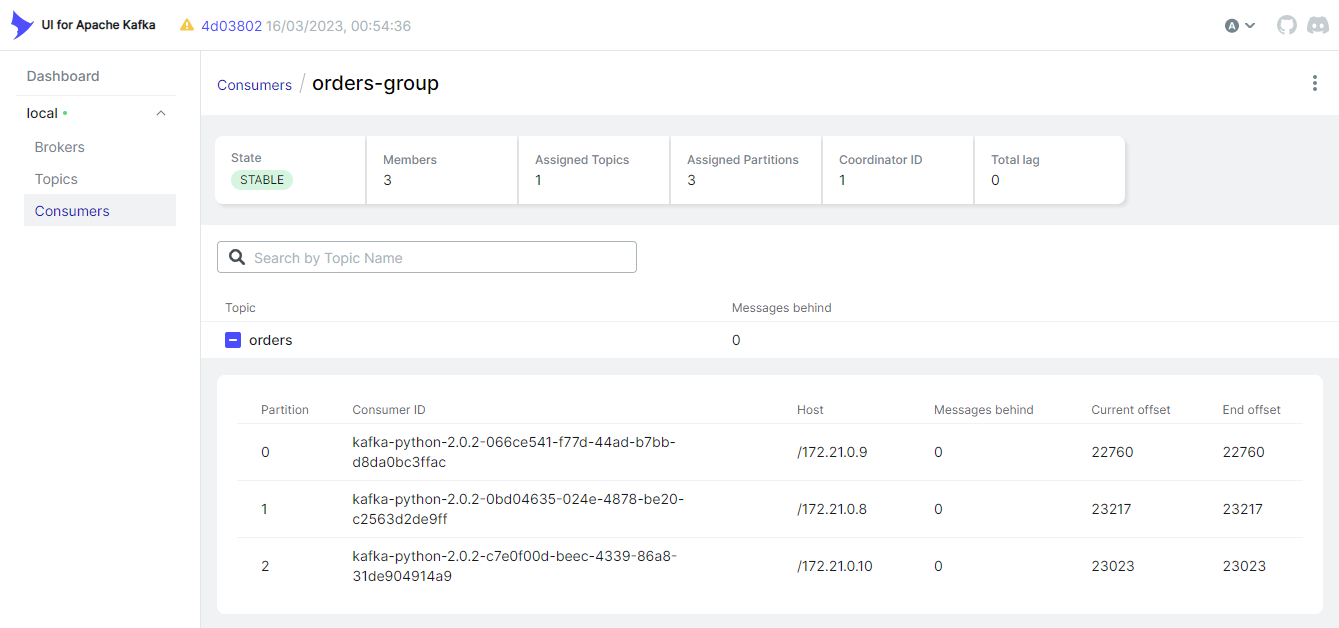 UI for Apache Kafka 4d03802 16/03/2023, 00:54:36 A
Dashboard
local
Brokers
Topics
Consumers
Consumers / orders-group
State Members Assigned Topics Assigned Partitions Coordinator ID Total lag
STABLE 3 1 3 1 0
Search by Topic Name
Topic Messages behind
orders 0
Partition Consumer ID Host Messages behind Current offset End offset
0 kafka-python-2.0.2-066ce541-f77d-44ad-b7bb- /172.21.0.9 0 22760 22760
d8da0bc3ffac
1 kafka-python-2.0.2-0bd04635-024e-4878-be20- /172.21.0.8 0 23217 23217
c2563d2de9ff
2 kafka-python-2.0.2-c7e0f00d-beec-4339-86a8- /172.21.0.10 0 23023 23023
31de904914a9